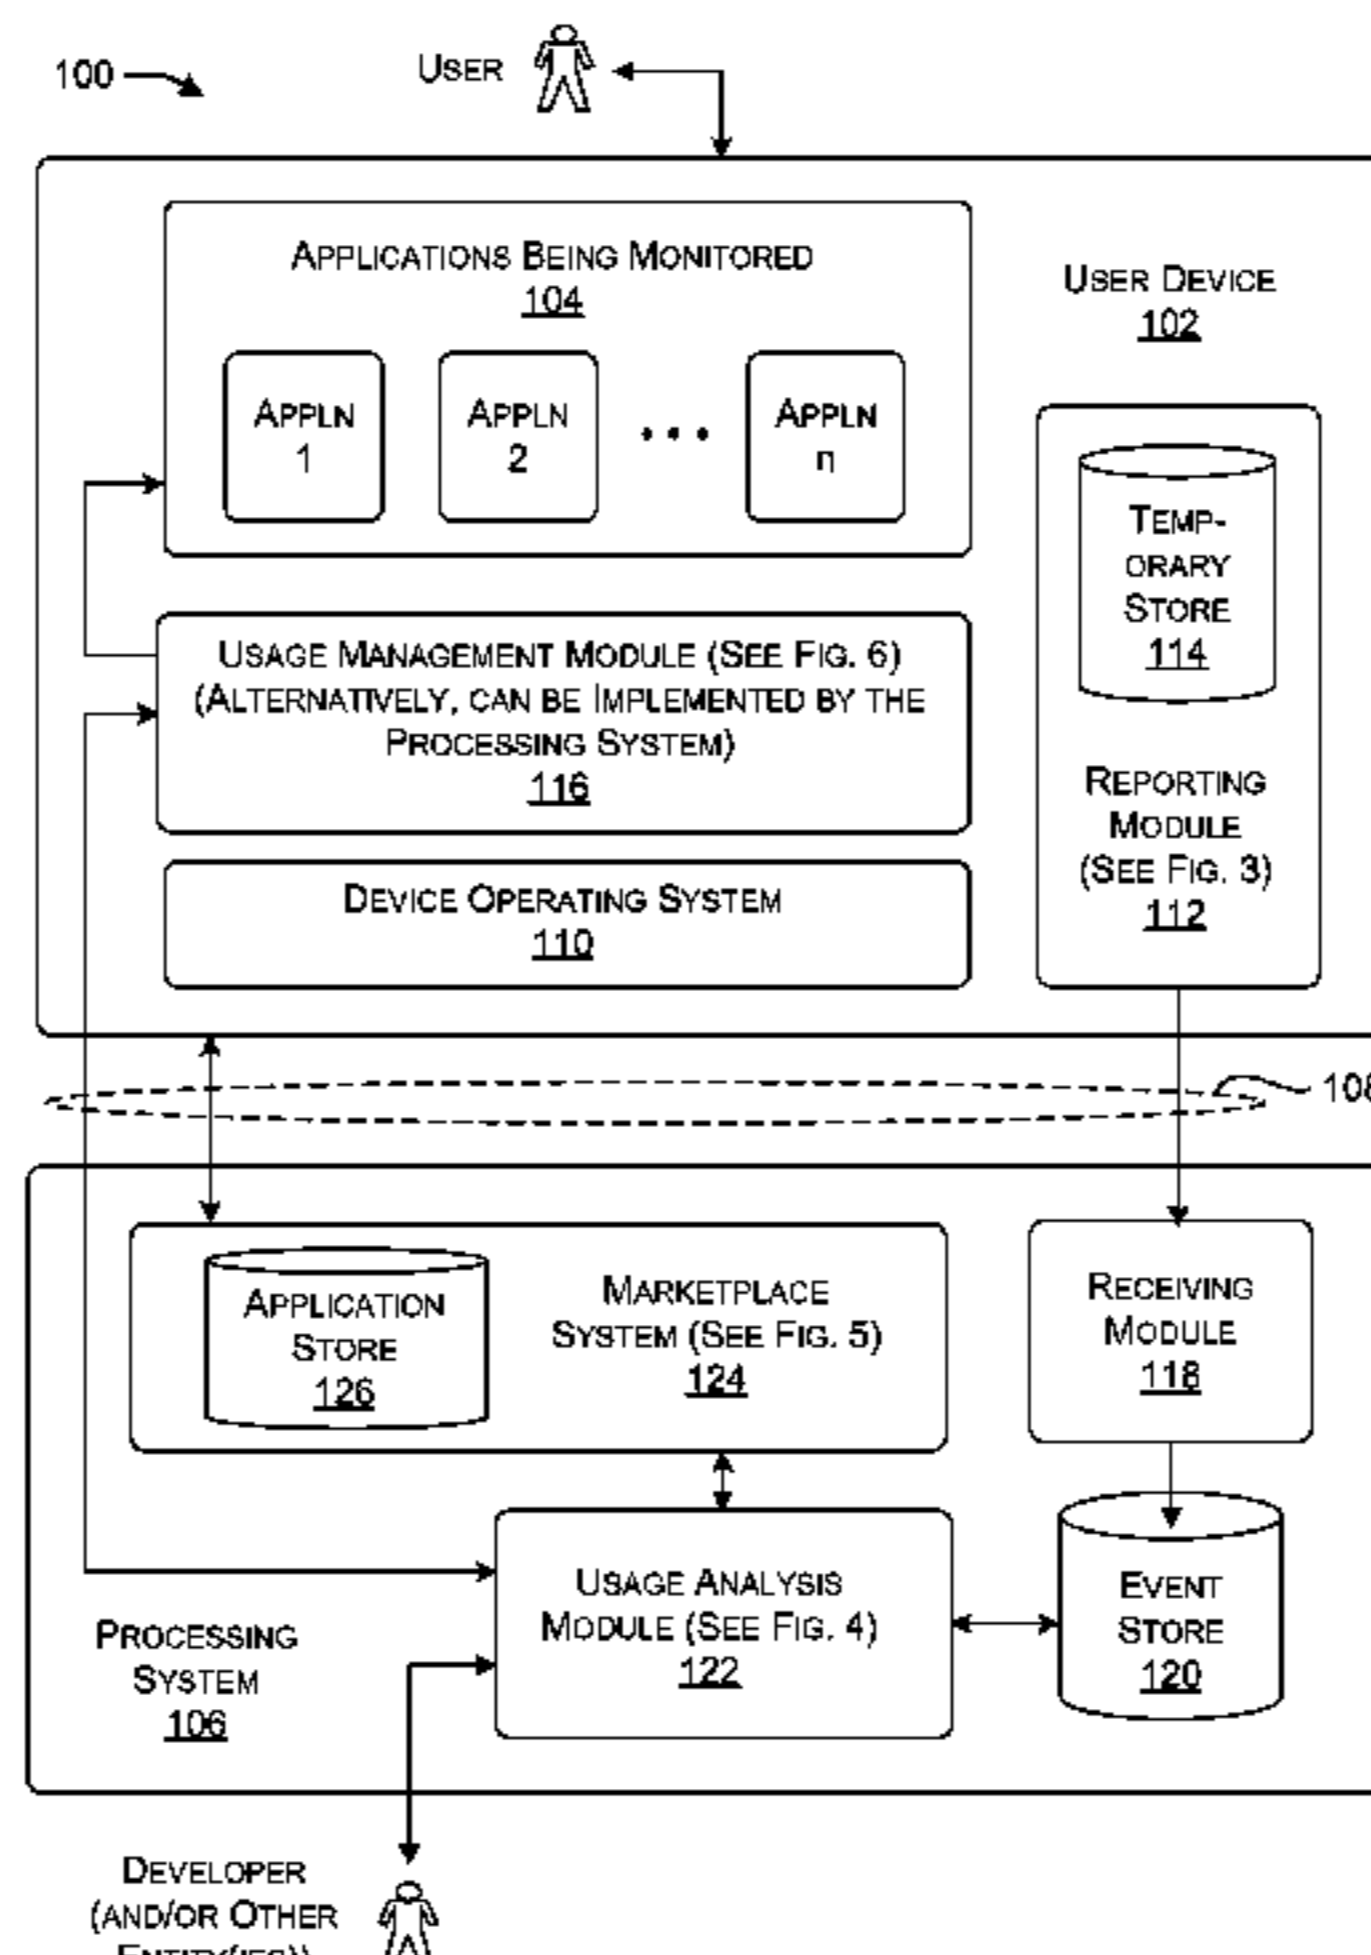 100
USER
APPLICATIONS BEING MONITORED
104
APPLN
1
APPLN
2
• • •
APPLN
n
USER DEVICE
102
TEMP-
ORARY
STORE
114
REPORTING
MODULE
(SEE FIG. 3)
112
USAGE MANAGEMENT MODULE (SEE FIG. 6)
(ALTERNATIVELY, CAN BE IMPLEMENTED BY THE
PROCESSING SYSTEM)
116
DEVICE OPERATING SYSTEM
110
108
APPLICATION
STORE
126
MARKETPLACE
SYSTEM (SEE FIG. 5)
124
RECEIVING
MODULE
118
USAGE ANALYSIS
MODULE (SEE FIG. 4)
122
EVENT
STORE
120
PROCESSING
SYSTEM
106
DEVELOPER
(AND/OR OTHER
ENTITY(IES))